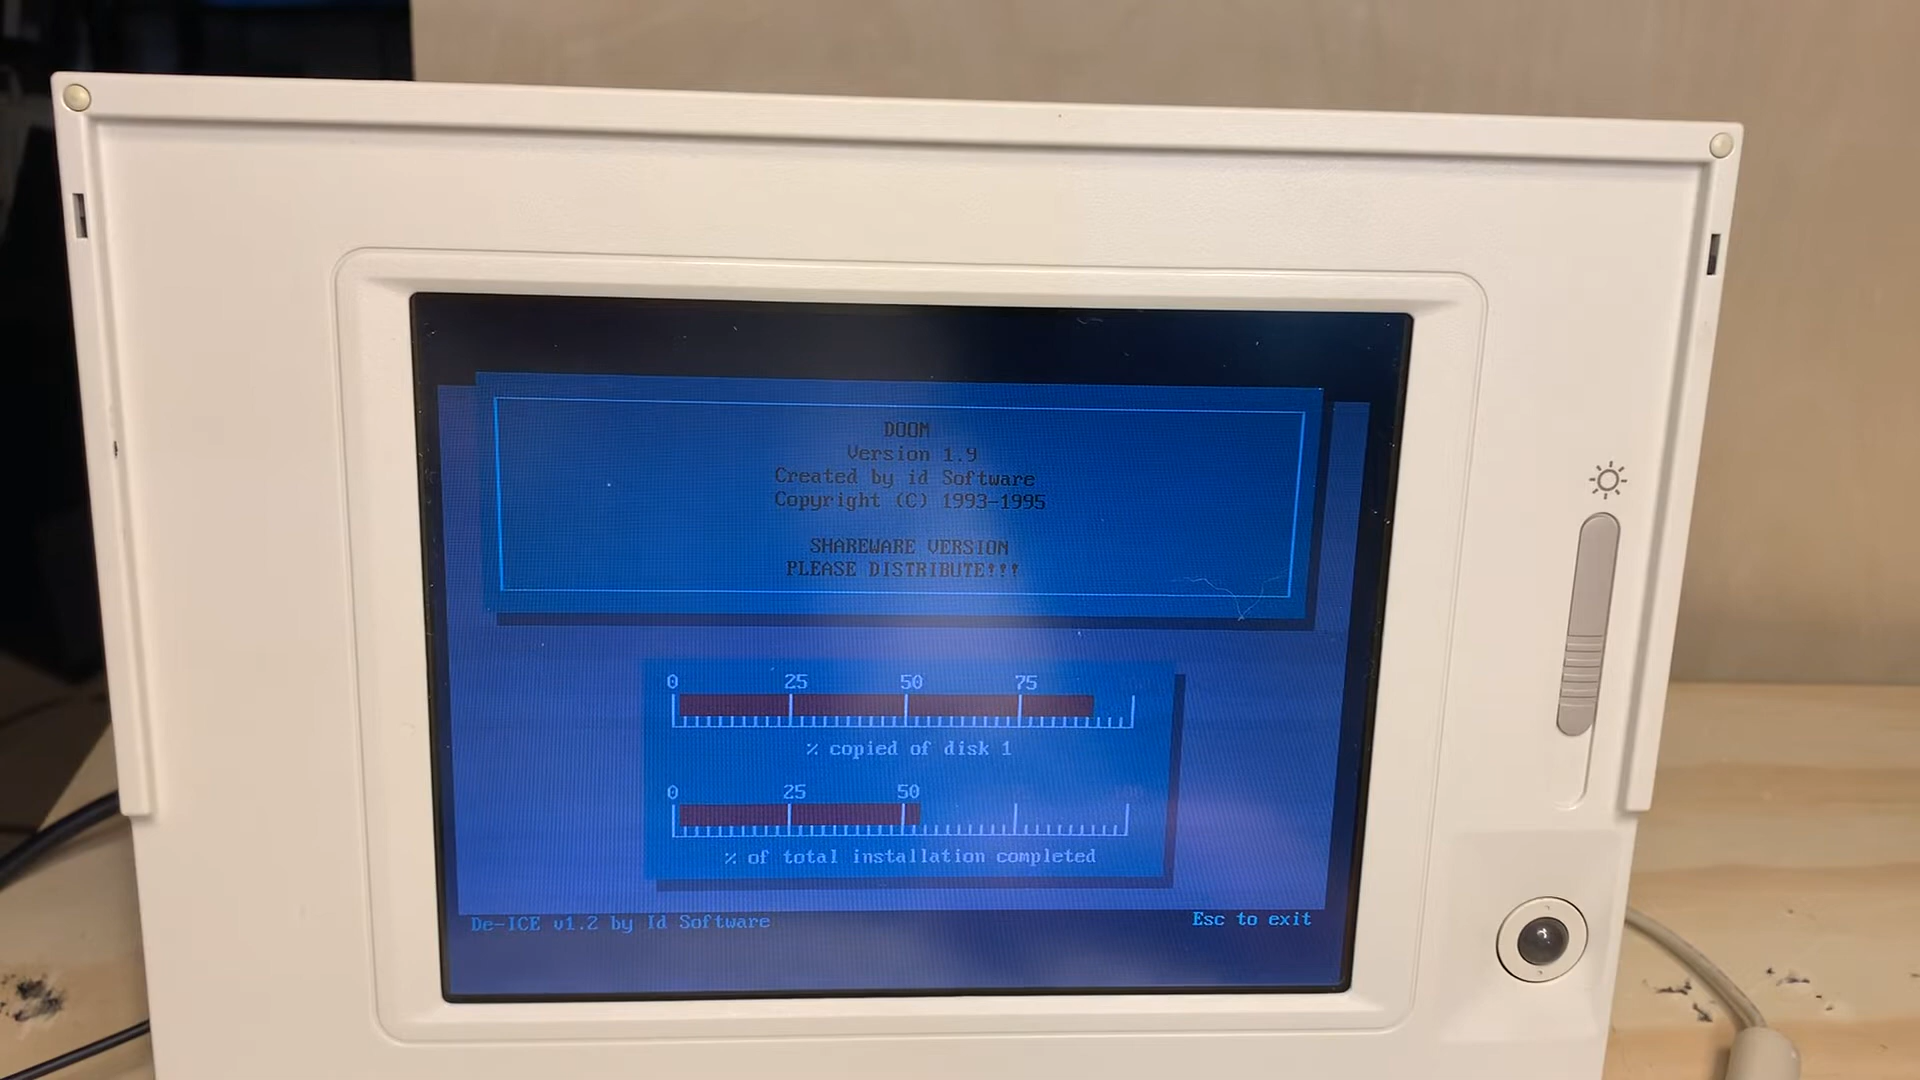 DOOM
Version 1.9
Created by id Software
Copyright (C) 1993-1995
SHAREWARE VERSION
PLEASE DISTRIBUTE!!!
0 25 50 75
% copied of disk 1
0 25 50
% of total installation completed
De-ICE v1.2 by Id Software
Esc to exit